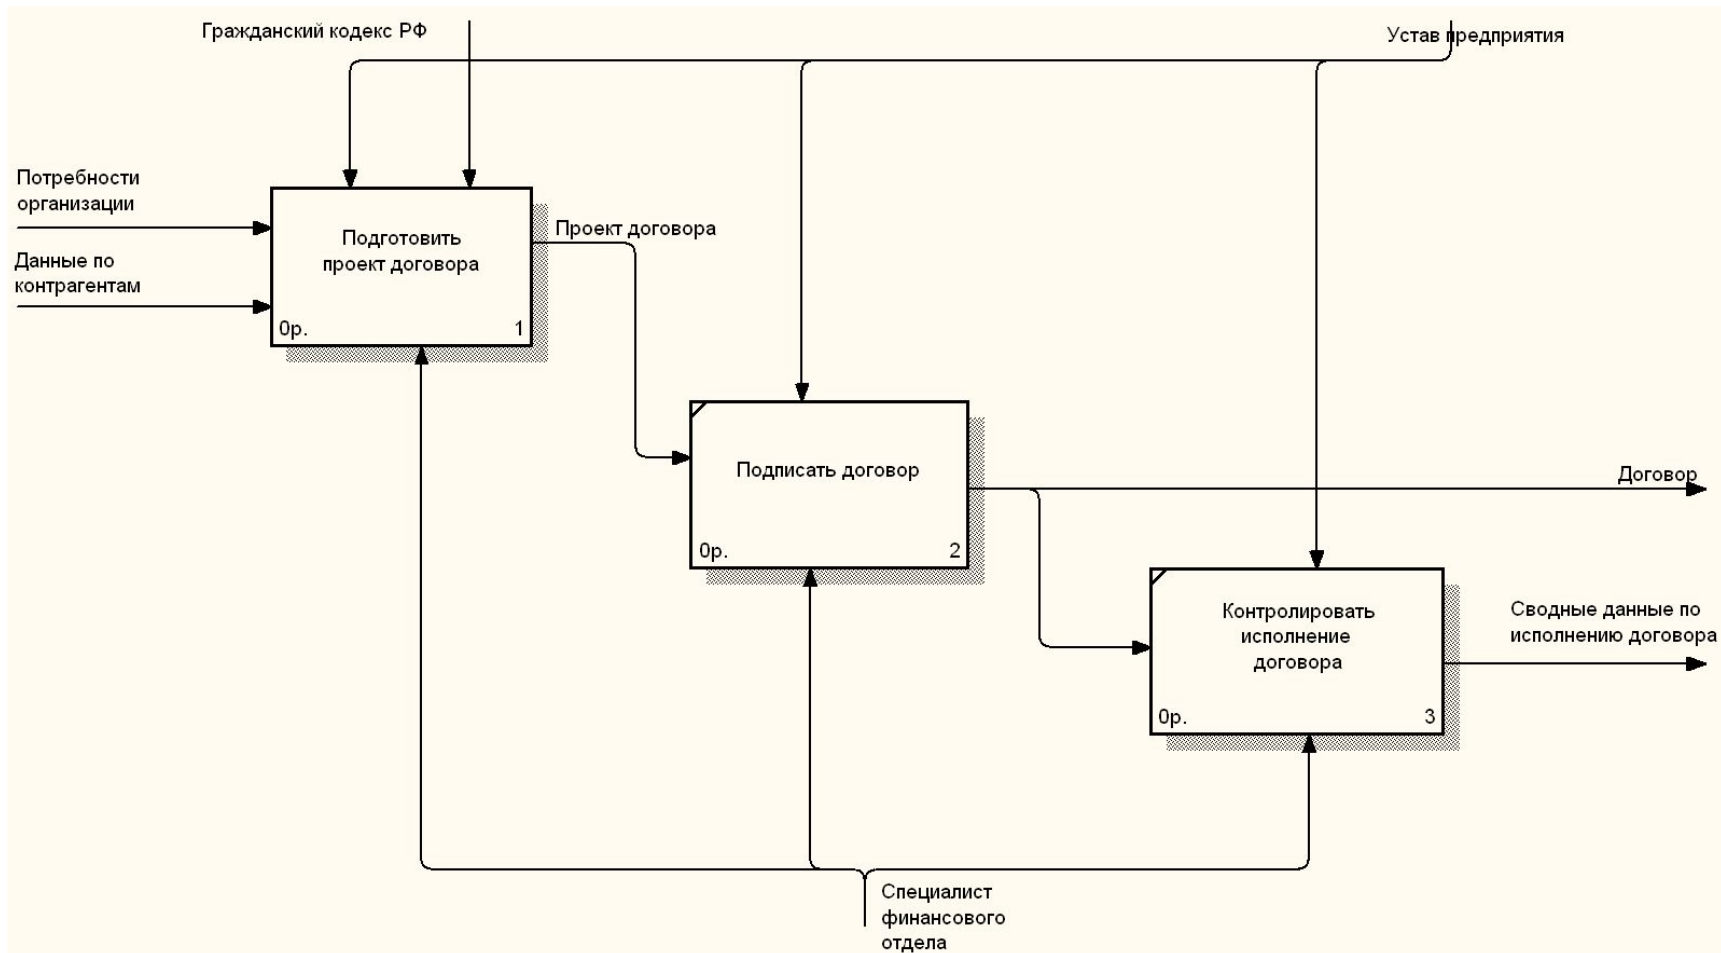 Гражданский кодекс РФ
Устав предприятия
Потребности
организации
Данные по
контрагентам
Подготовить
проект договора
0р.
1
Проект договора
Подписать договор
0р.
2
Договор
Контролировать
исполнение
договора
0р.
3
Сводные данные по
исполнению договора
Специалист
финансового
отдела